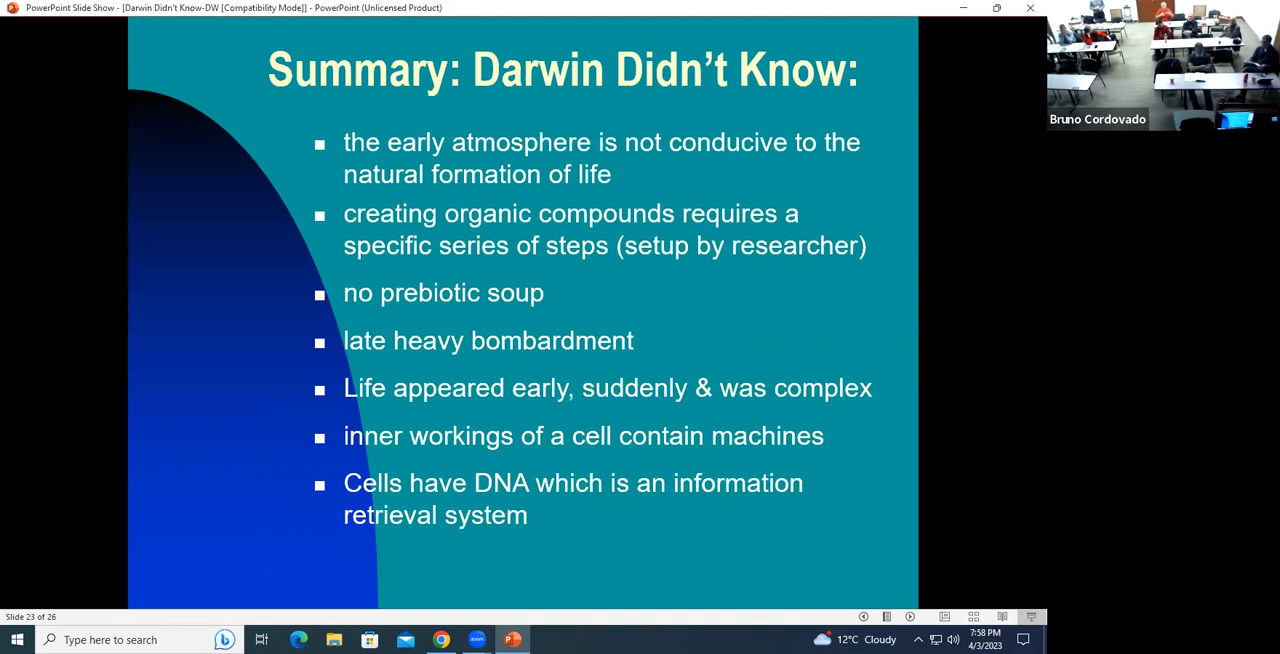 PowerPoint Slide Show - [Darwin Didn't Know-DW [Compatibility Mode]] - PowerPoint (Unlicensed Product)
Summary: Darwin Didn't Know:
the early atmosphere is not conducive to the
natural formation of life
creating organic compounds requires a
specific series of steps (setup by researcher)
no prebiotic soup
late heavy bombardment
Life appeared early, suddenly & was complex
inner workings of a cell contain machines
Cells have DNA which is an information
retrieval system
Bruno Cordovado
Slide 23 of 26
Type here to search
zoom
12°C Cloudy
7:58 PM
4/3/2023